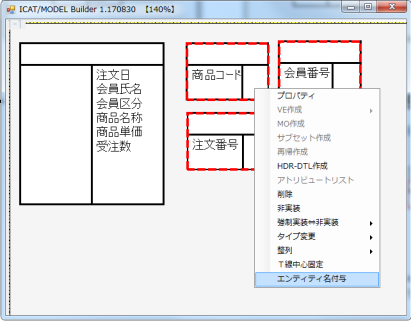 ICAT/MODEL Builder 1.170830 【140%】
注文日
会員氏名
会員区分
商品名称
商品単価
受注数
商品コード
会員番号
注文番号
プロパティ
VE作成
MO作成
サブセット作成
再帰作成
HDR-DTL作成
アトリビュートリスト
削除
非実装
強制実装⇔非実装
タイプ変更
整列
T線中心固定
エンティティ名付与